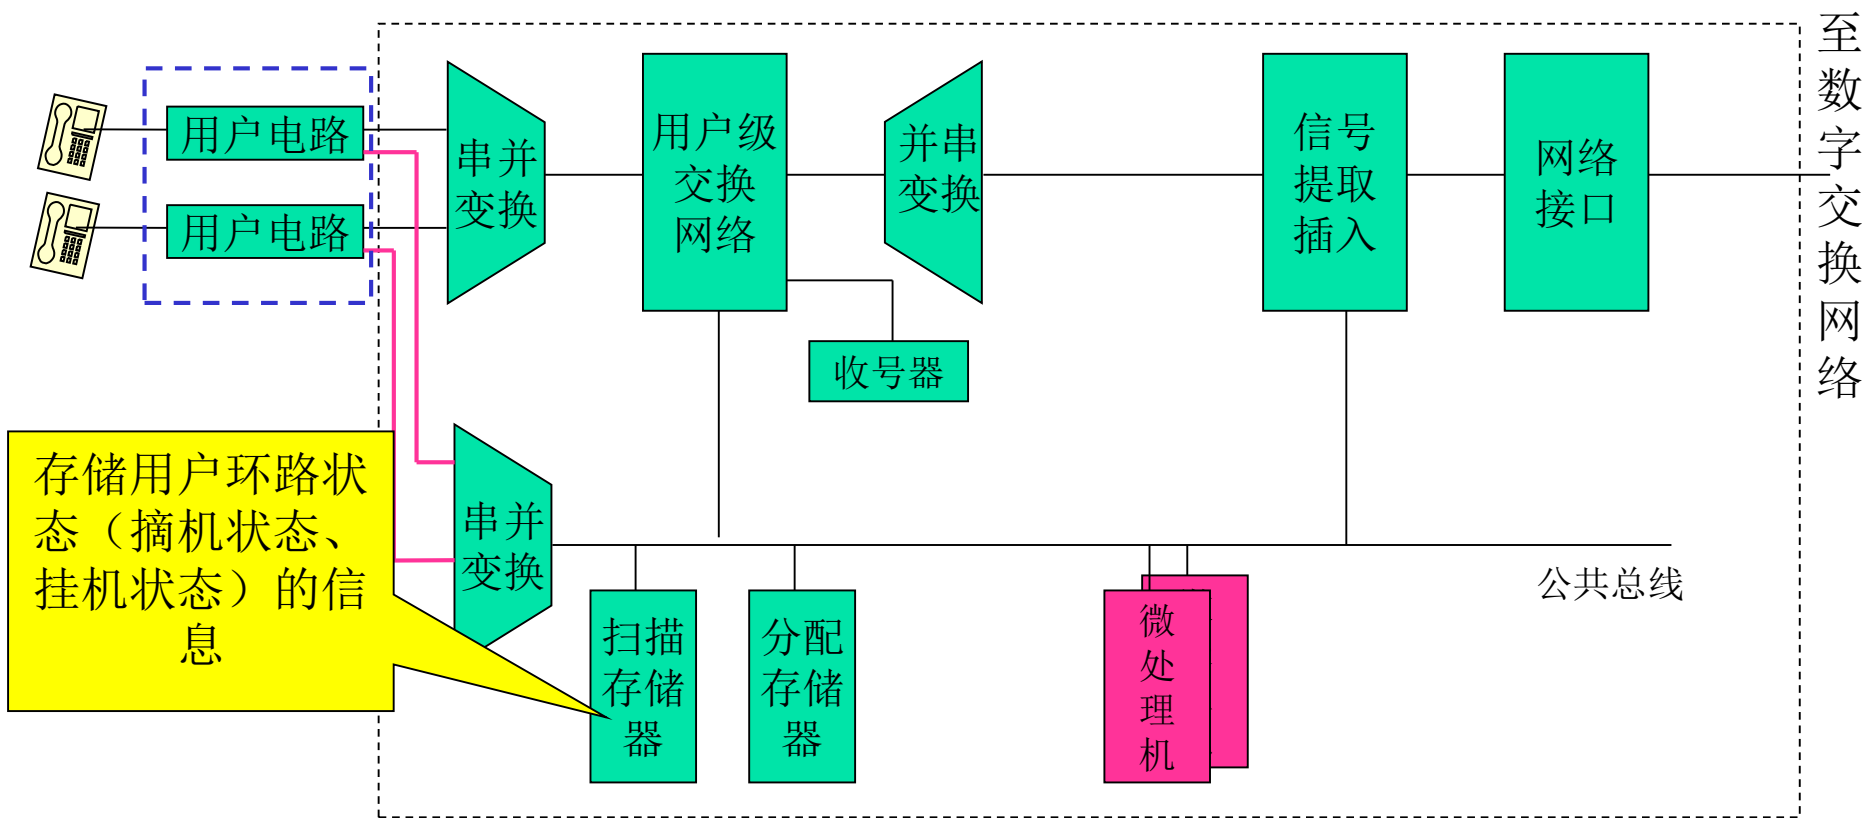 用户电路
用户电路
串并
变换
用户级
交换
网络
并串
变换
信号
提取
插入
网络
接口
至
数
字
交
换
网
络
收号器
存储用户环路状
态（摘机状态、
挂机状态）的信
息
串并
变换
扫描
存储
器
分配
存储
器
微
处
理
机
公共总线